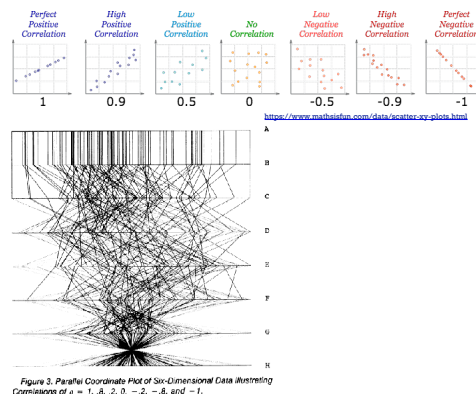 Perfect Positive Correlation
High Positive Correlation
Low Positive Correlation
No Correlation
Low Negative Correlation
High Negative Correlation
Perfect Negative Correlation
1
0.9
0.5
0
-0.5
-0.9
-1
https://www.mathsisfun.com/data/scatter-xy-plots.html
A
B
C
D
E
F
G
H
Figure 3. Parallel Coordinate Plot of Six-Dimensional Data Illustrating
Correlations of ρ = 1, .8, .2, 0, -.2, -.8, and -1.